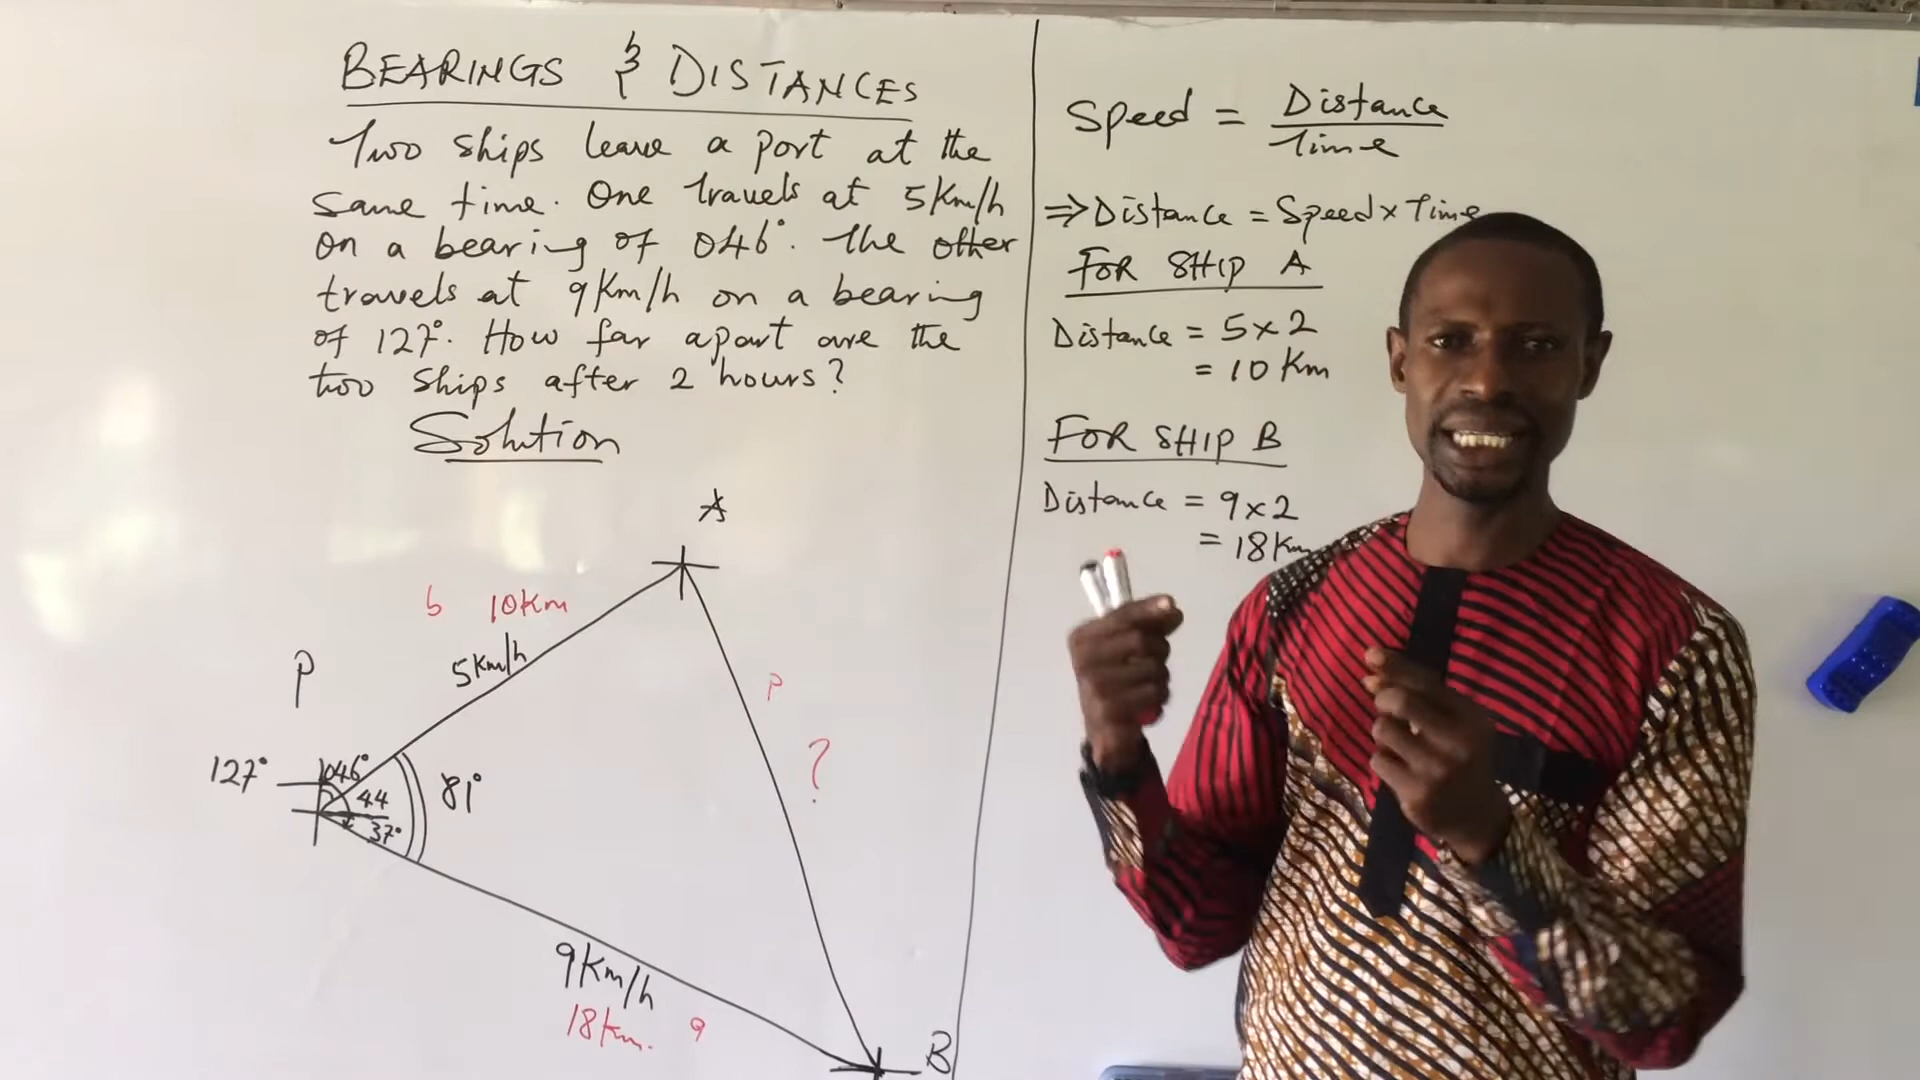 BEARINGS & DISTANCES
Two ships leave a port at the
same time. One travels at 5Km/h
on a bearing of 046°. The other
travels at 9Km/h on a bearing
of 127°. How far apart are the
two ships after 2 hours?
Solution
A
b 10Km
5Km/h
P
P
?
127°
046°
44
81°
37°
9Km/h
18Km.
B
Speed = Distance
Time
⇒ Distance = Speed × Time
FOR SHIP A
Distance = 5 × 2
= 10 Km
FOR SHIP B
Distance = 9 × 2
= 18Km